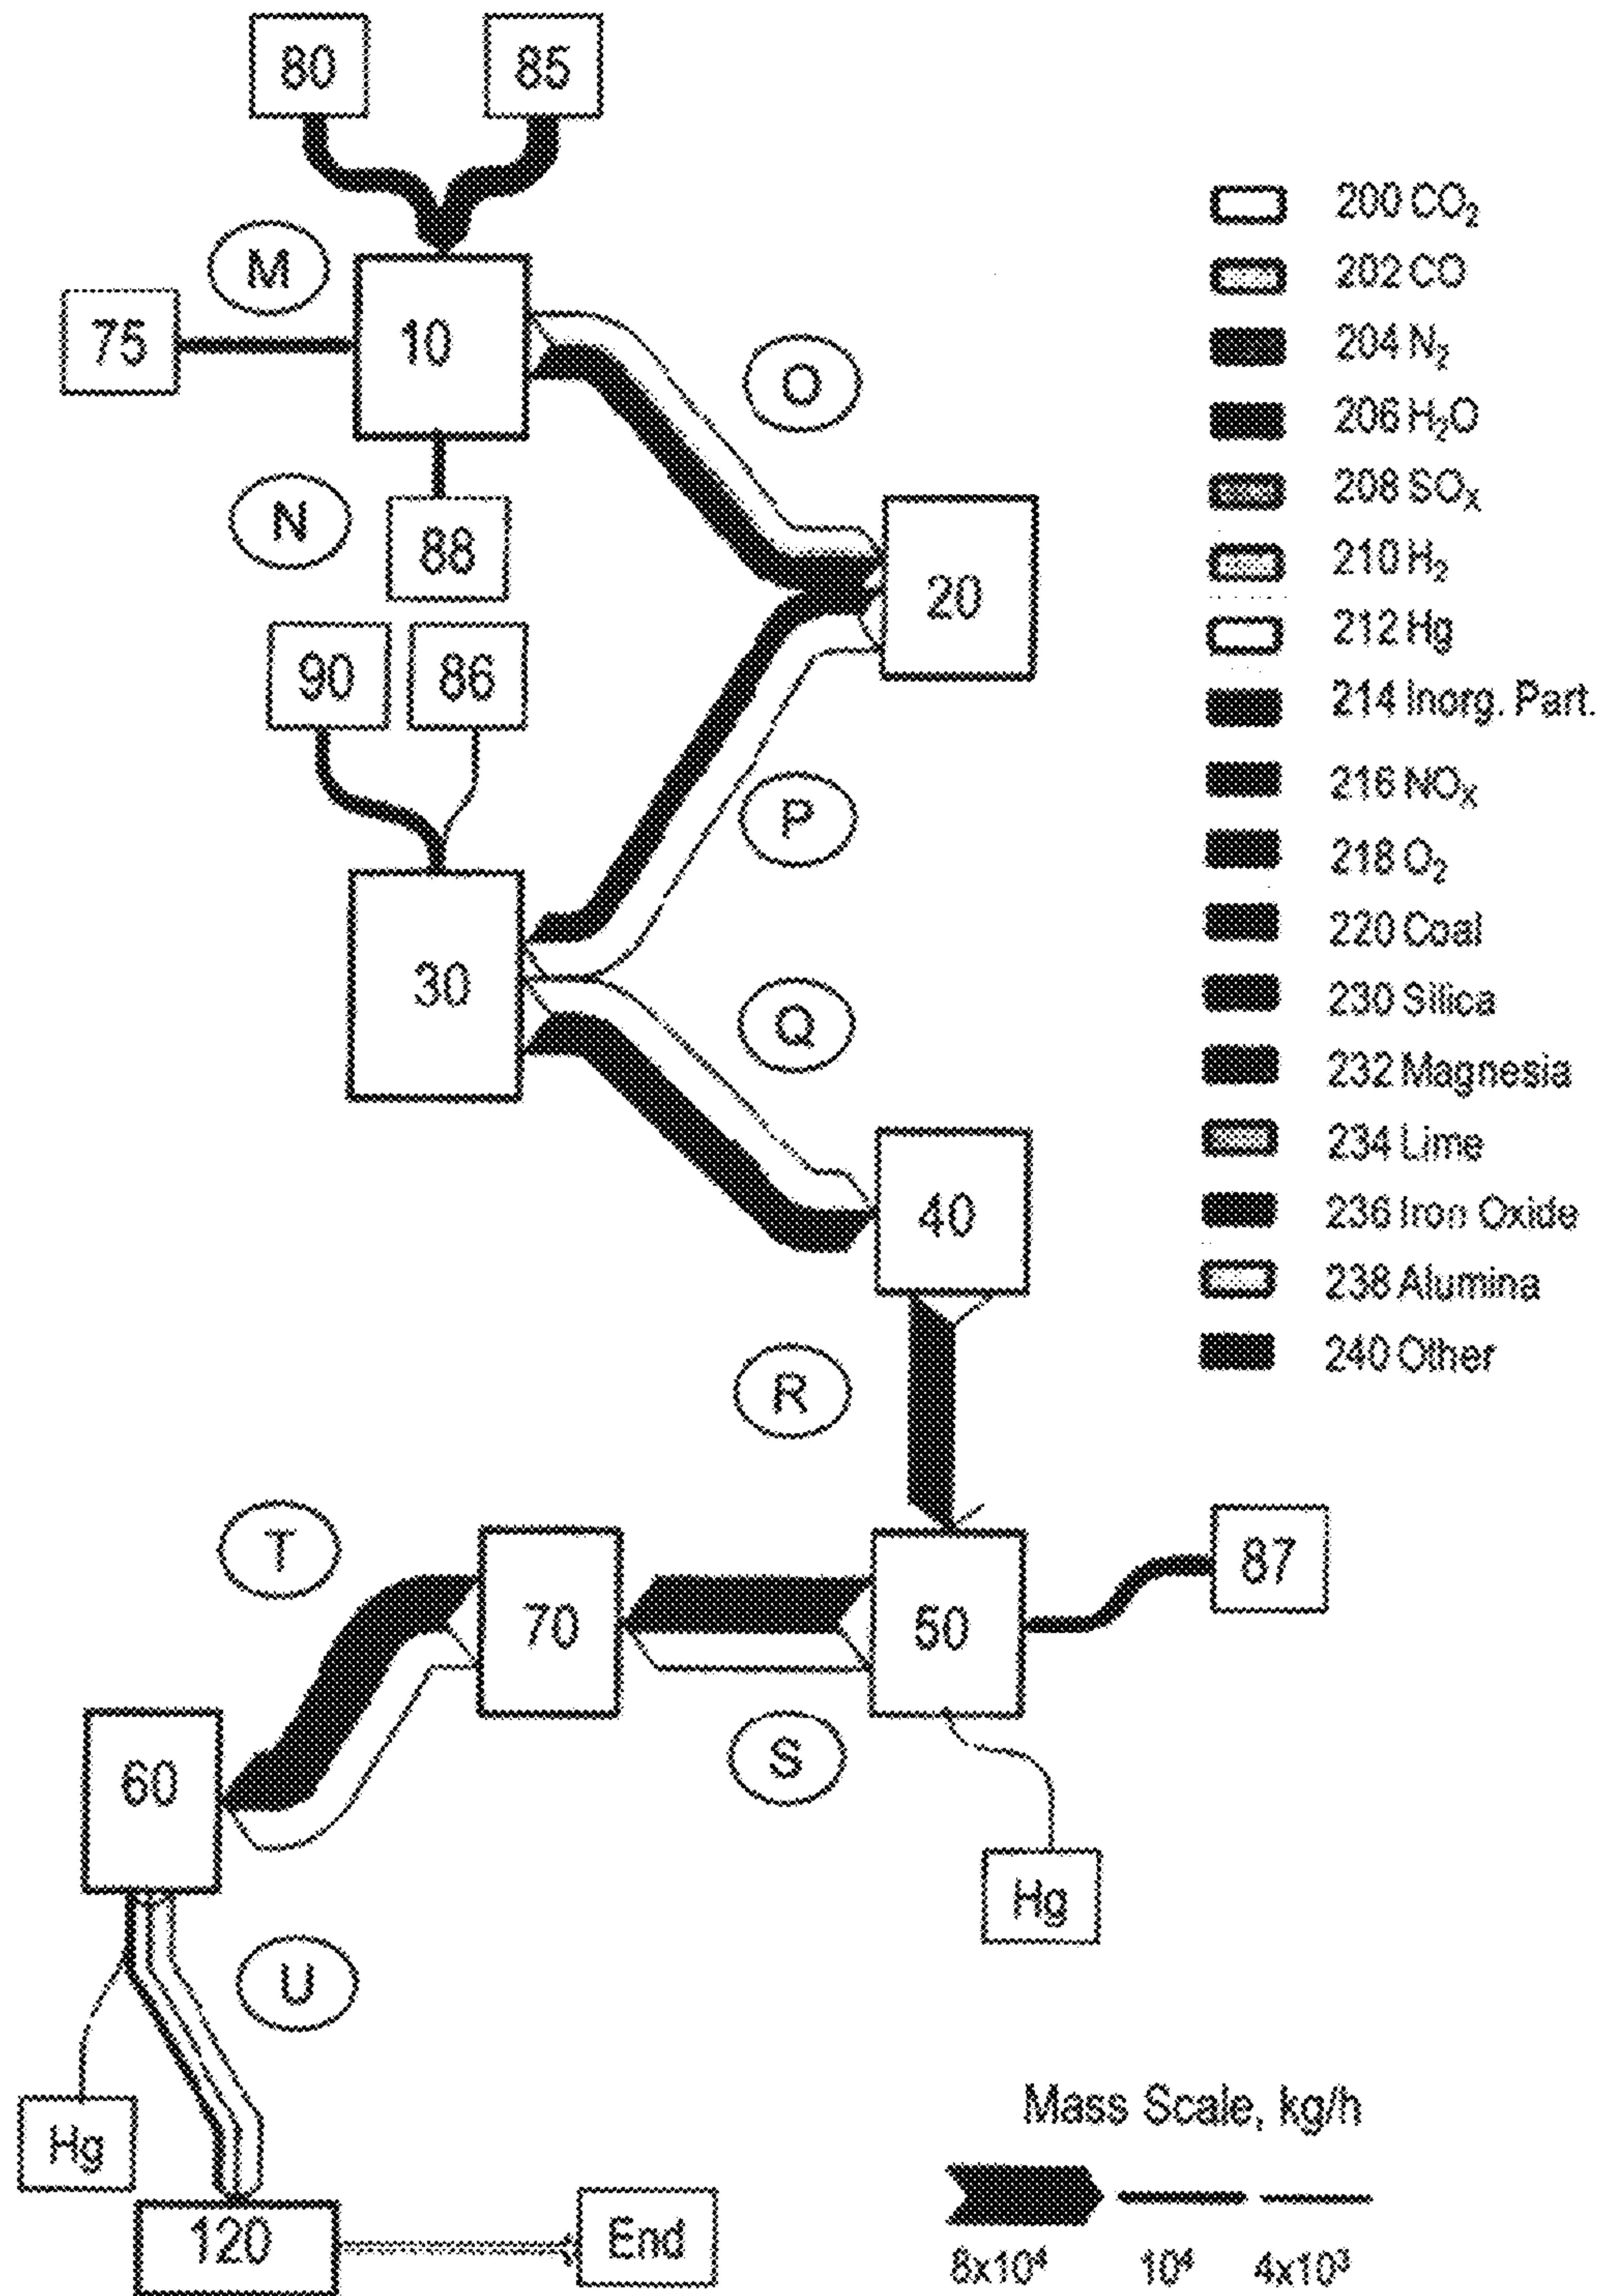 80
85
M
75
10
O
N
88
20
90
86
P
30
Q
40
R
T
70
50
87
60
S
Hg
U
Hg
120
End
200 CO₂
202 CO
204 N₂
206 H₂O
208 SOₓ
210 H₂
212 Hg
214 Inorg. Part.
216 NOₓ
218 O₂
220 Coal
230 Silica
232 Magnesia
234 Lime
236 Iron Oxide
238 Alumina
240 Other
Mass Scale, kg/h
8x10⁴ 10⁴ 4x10³